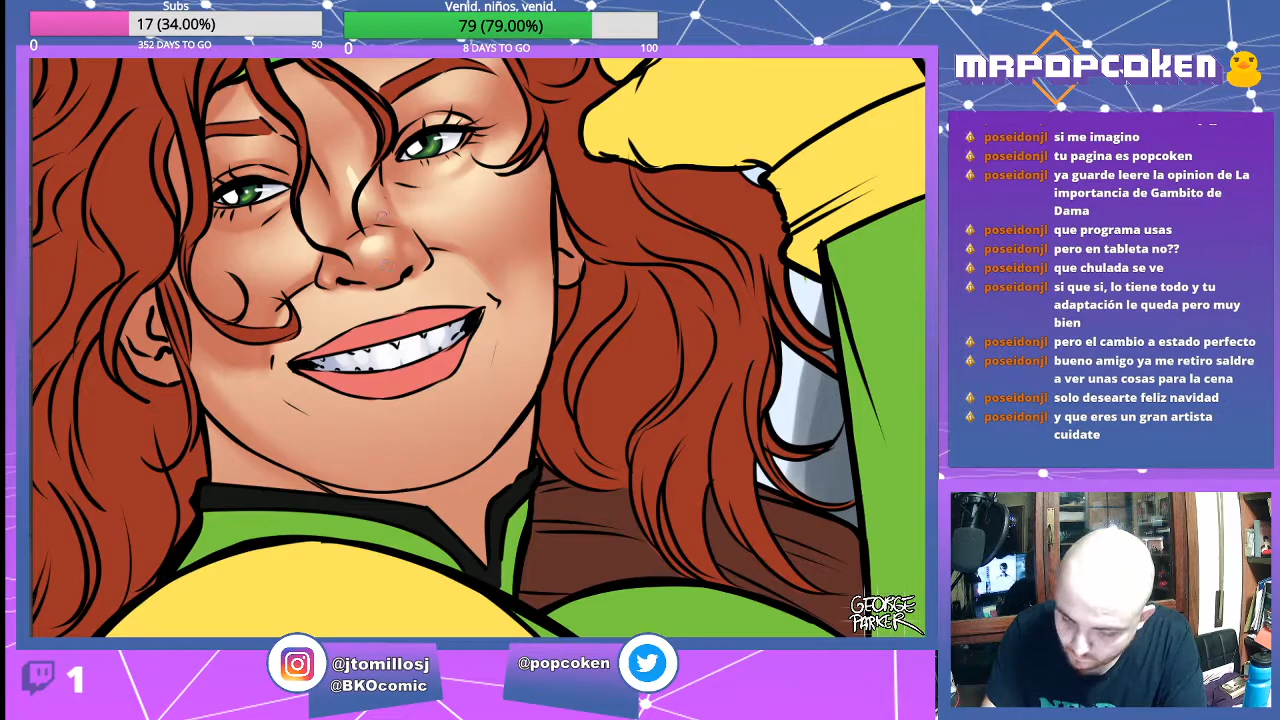 Subs
17 (34.00%)
0
352 DAYS TO GO
50
Venid, niños, venid.
79 (79.00%)
0
8 DAYS TO GO
100
MRPOPCOKEN
poseidonjl si me imagino
poseidonjl tu pagina es popcoken
poseidonjl ya guarde leere la opinion de La
importancia de Gambito de
Dama
poseidonjl que programa usas
poseidonjl pero en tableta no??
poseidonjl que chulada se ve
poseidonjl si que si, lo tiene todo y tu
adaptación le queda pero muy
bien
poseidonjl pero el cambio a estado perfecto
poseidonjl bueno amigo ya me retiro saldre
a ver unas cosas para la cena
poseidonjl solo desearte feliz navidad
poseidonjl y que eres un gran artista
cuidate
GEORGE
PARKER
1
@jtomillosj
@BKOcomic
@popcoken